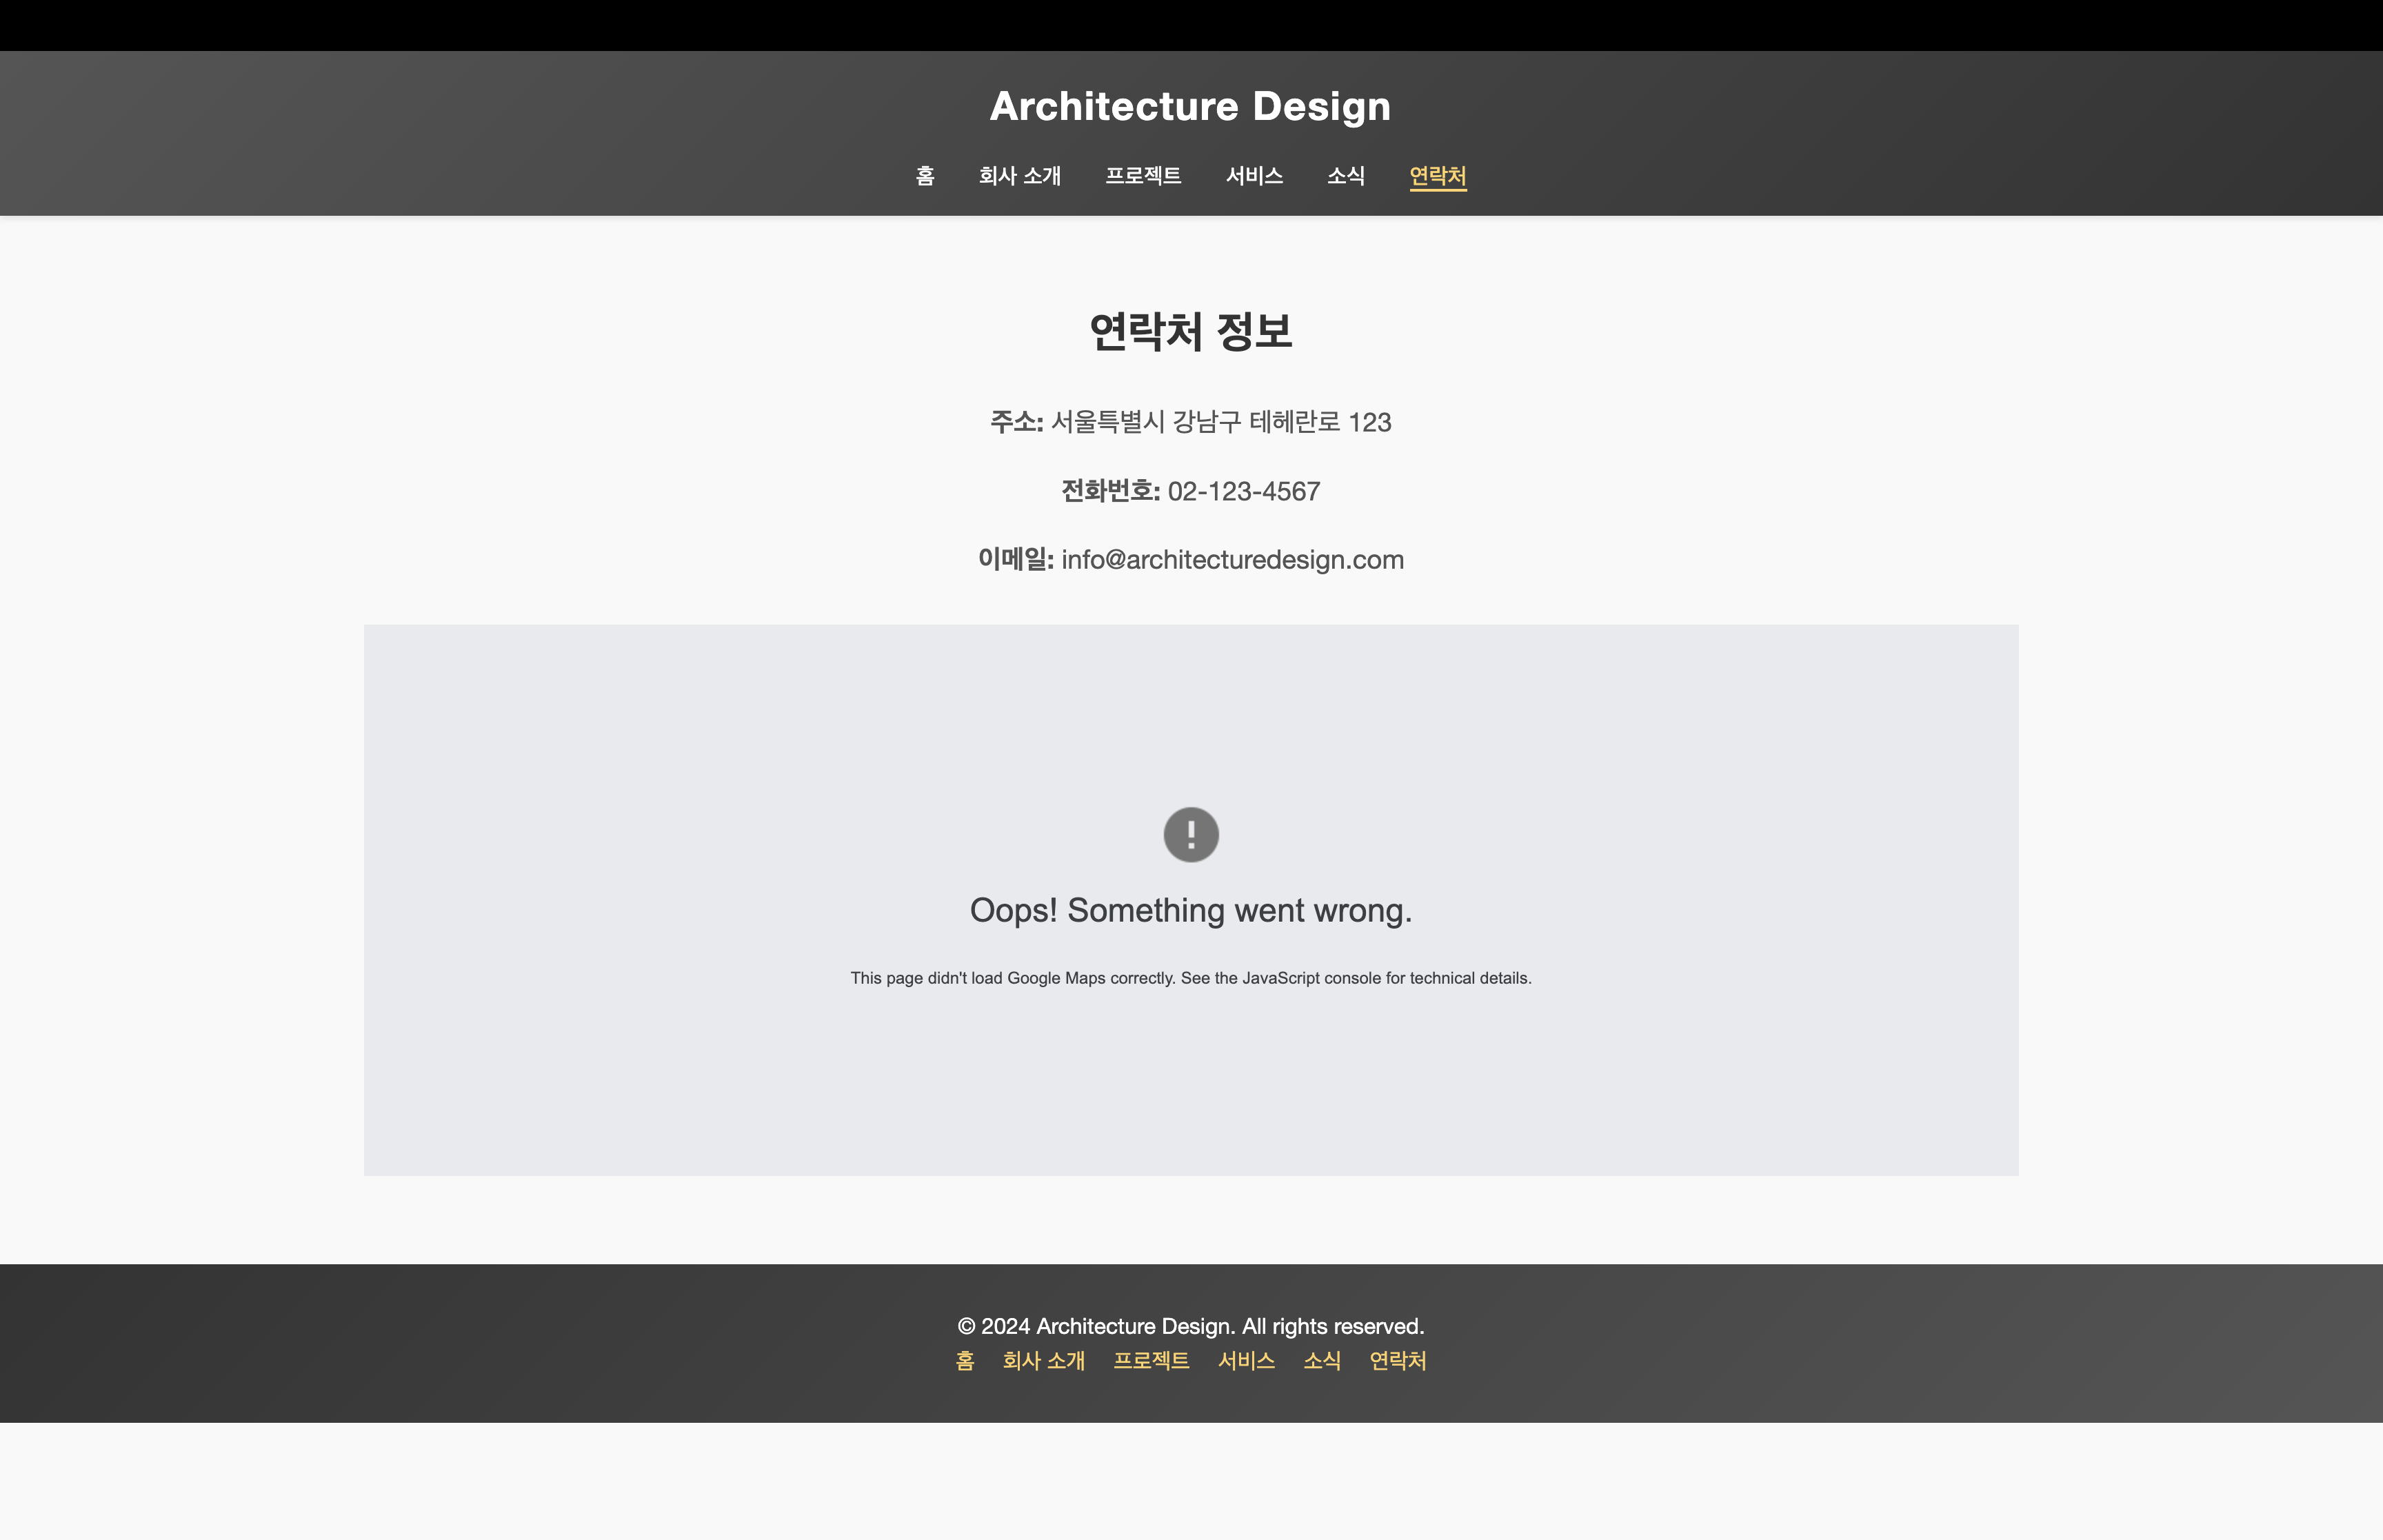 Architecture Design
홈 회사 소개 프로젝트 서비스 소식 연락처
연락처 정보
주소: 서울특별시 강남구 테헤란로 123
전화번호: 02-123-4567
이메일: info@architecturedesign.com
!
Oops! Something went wrong.
This page didn't load Google Maps correctly. See the JavaScript console for technical details.
© 2024 Architecture Design. All rights reserved.
홈 회사 소개 프로젝트 서비스 소식 연락처